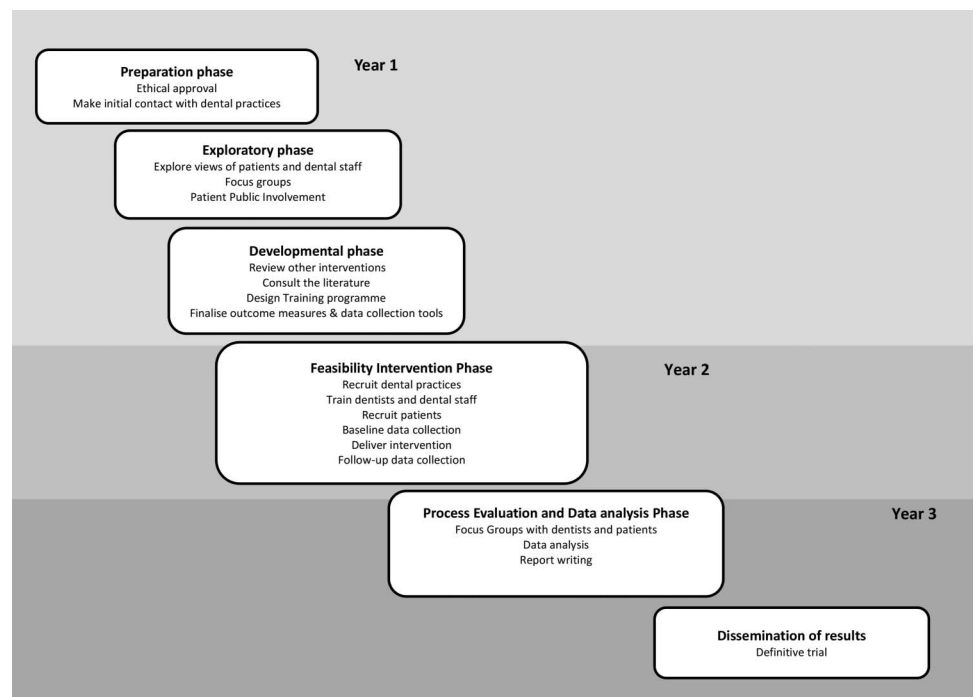 Year 1
Preparation phase
Ethical approval
Make initial contact with dental practices
Exploratory phase
Explore views of patients and dental staff
Focus groups
Patient Public Involvement
Developmental phase
Review other interventions
Consult the literature
Design Training programme
Finalise outcome measures & data collection tools
Year 2
Feasibility Intervention Phase
Recruit dental practices
Train dentists and dental staff
Recruit patients
Baseline data collection
Deliver intervention
Follow-up data collection
Year 3
Process Evaluation and Data analysis Phase
Focus Groups with dentists and patients
Data analysis
Report writing
Dissemination of results
Definitive trial